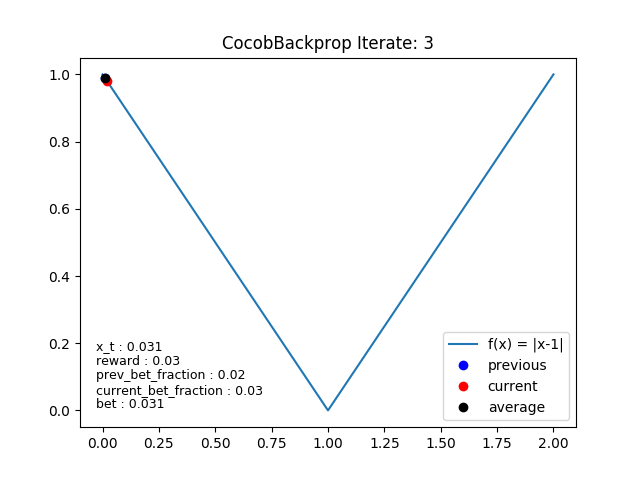 CocobBackprop Iterate: 3
1.0
0.8
0.6
0.4
0.2
0.0
x_t : 0.031
reward : 0.03
prev_bet_fraction : 0.02
current_bet_fraction : 0.03
bet : 0.031
f(x) = |x-1|
previous
current
average
0.00 0.25 0.50 0.75 1.00 1.25 1.50 1.75 2.00